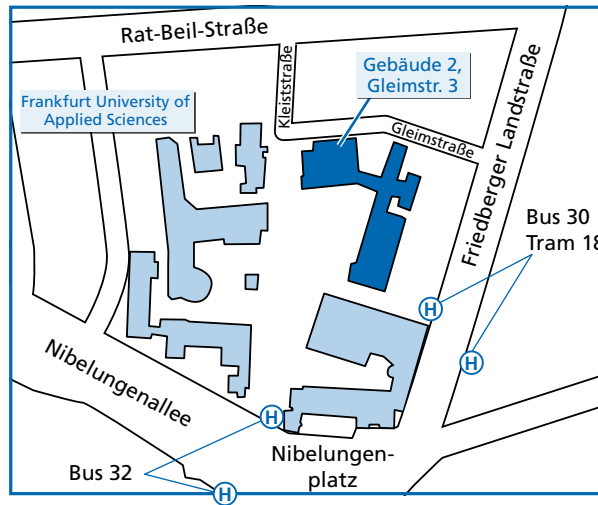 Rat-Beil-Straße
Gebäude 2,
Gleimstr. 3
Frankfurt University of
Applied Sciences
Kleiststraße
Gleimstraße
Friedberger Landstraße
Bus 30
Tram 18
H
H
Nibelungenallee
H
Nibelungen-
platz
Bus 32
H